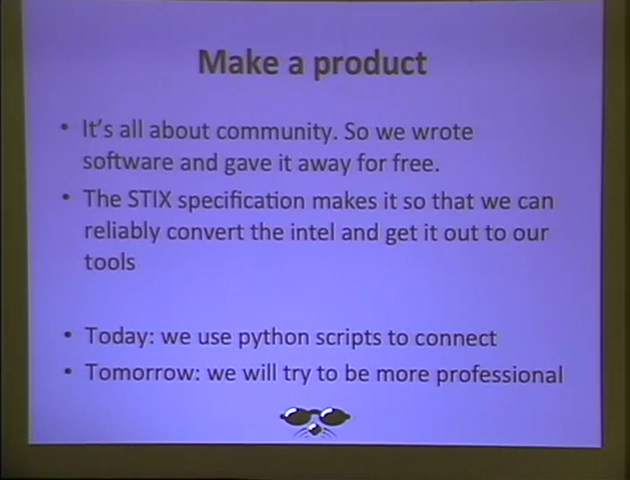 Make a product
• It's all about community. So we wrote
software and gave it away for free.
• The STIX specification makes it so that we can
reliably convert the intel and get it out to our
tools
• Today: we use python scripts to connect
• Tomorrow: we will try to be more professional